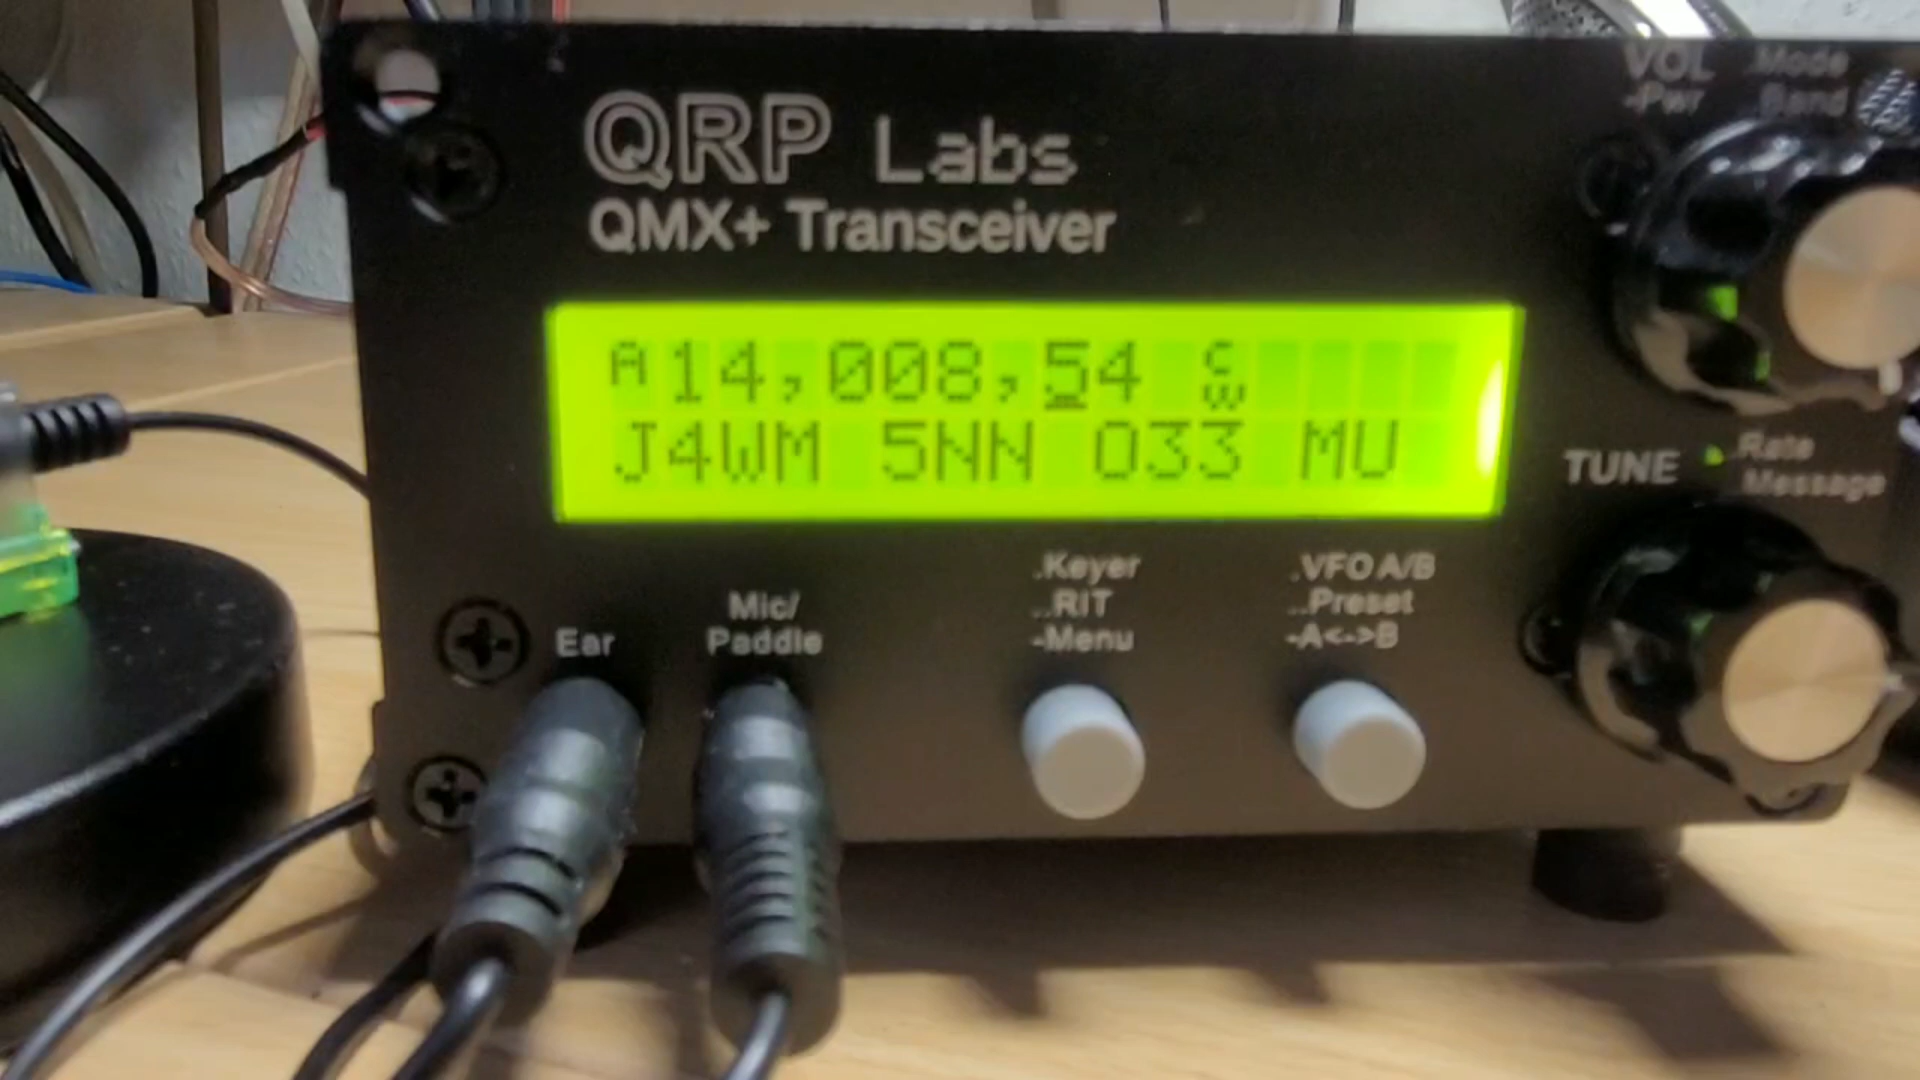 VOL
-Pwr
.Mode
Band
QRP Labs
QMX+ Transceiver
A14,008,54 CW
J4WM 5NN 033 MU
TUNE
.Rate
Message
Ear
Mic/
Paddle
.Keyer
..RIT
-Menu
.VFO A/B
..Preset
-A<->B